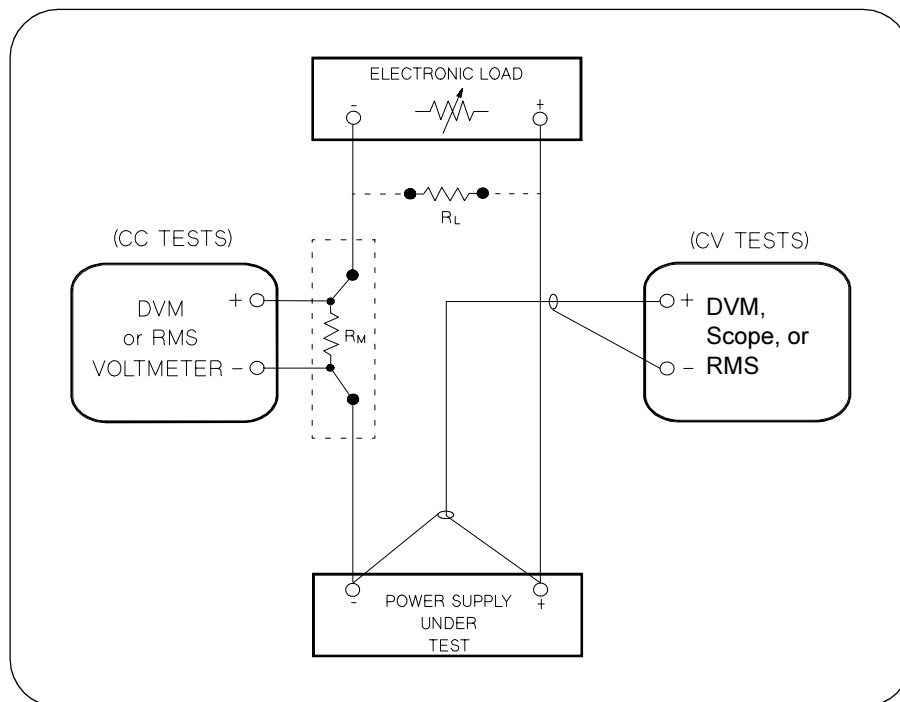 ELECTRONIC LOAD
- +
RL
(CC TESTS)
(CV TESTS)
+
DVM
or RMS
VOLTMETER -
RM
+ DVM,
Scope, or
- RMS
- +
POWER SUPPLY
UNDER
TEST